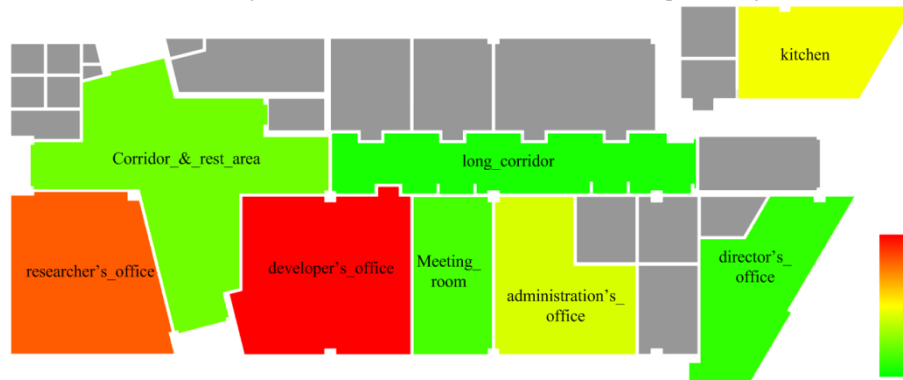 kitchen
Corridor_&_rest_area
long_corridor
researcher's_office
developer's_office
Meeting_
room
administration's_
office
director's_
office